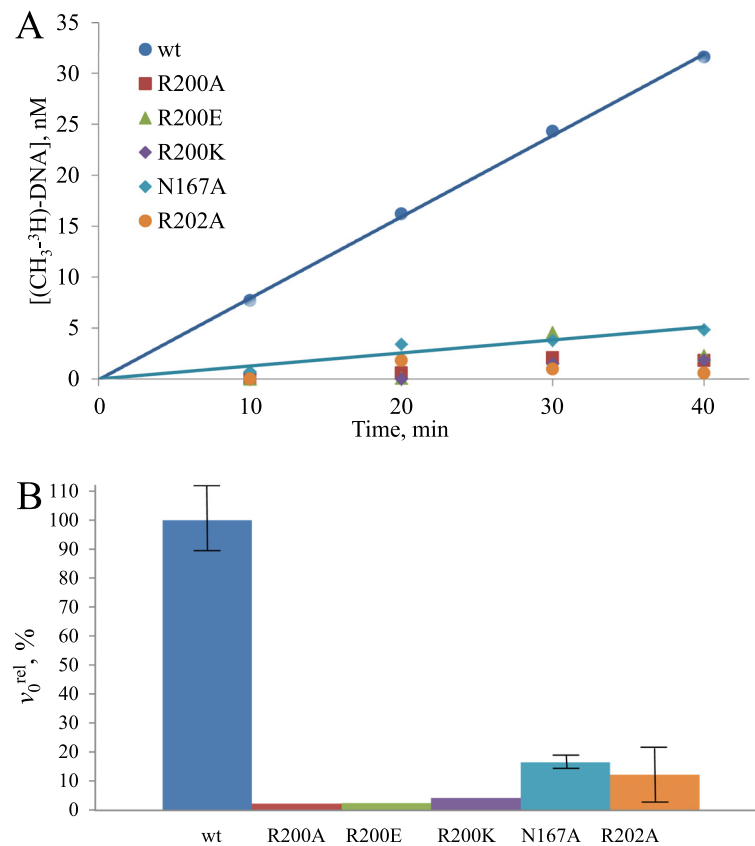 A
[(CH₃-³H)-DNA], nM
35
30
25
20
15
10
5
0
wt
R200A
R200E
R200K
N167A
R202A
0 10 20 30 40
Time, min
B
v₀ʳᵉˡ, %
110
100
90
80
70
60
50
40
30
20
10
0
wt R200A R200E R200K N167A R202A